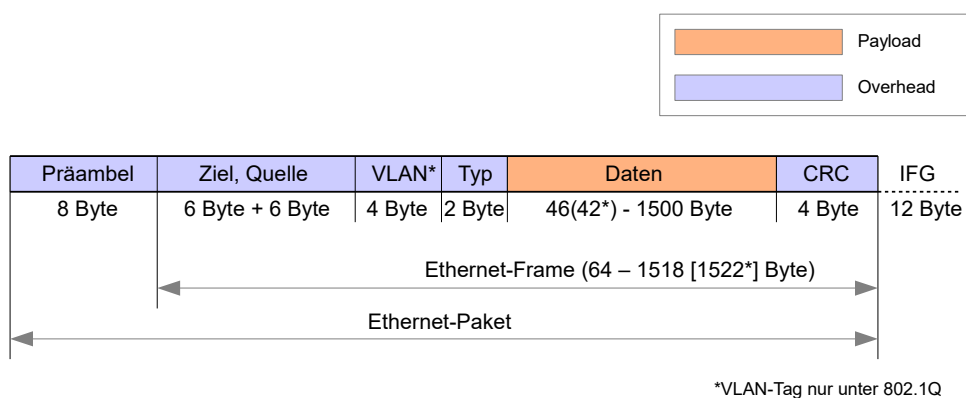 Payload
Overhead
Präambel Ziel, Quelle VLAN* Typ Daten CRC IFG
8 Byte 6 Byte + 6 Byte 4 Byte 2 Byte 46(42*) - 1500 Byte 4 Byte 12 Byte
Ethernet-Frame (64 – 1518 [1522*] Byte)
Ethernet-Paket
*VLAN-Tag nur unter 802.1Q